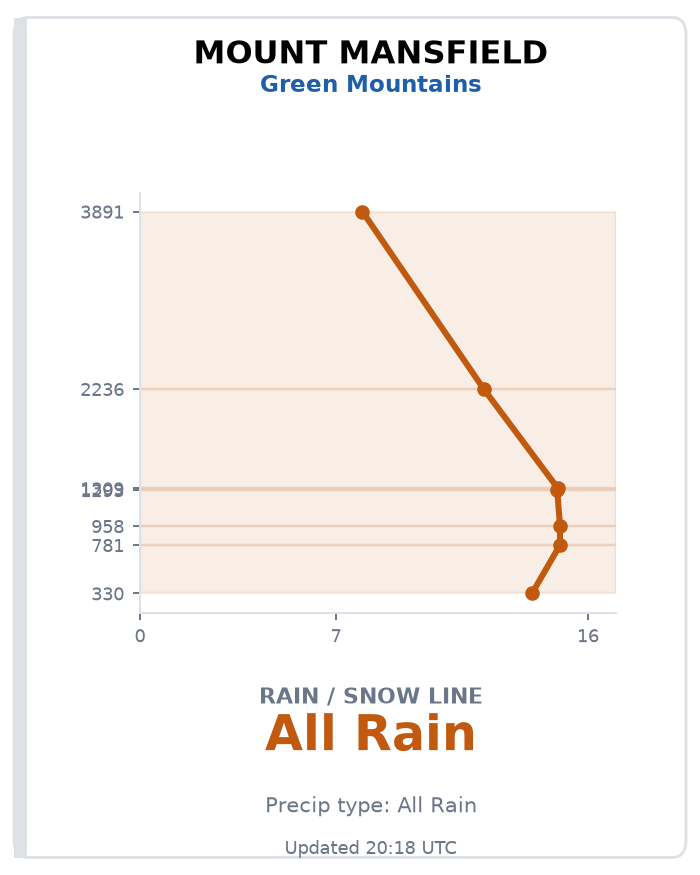 MOUNT MANSFIELD
Green Mountains
3891
2236
1309
958
781
330
0 7 16
RAIN / SNOW LINE
All Rain
Precip type: All Rain
Updated 20:18 UTC